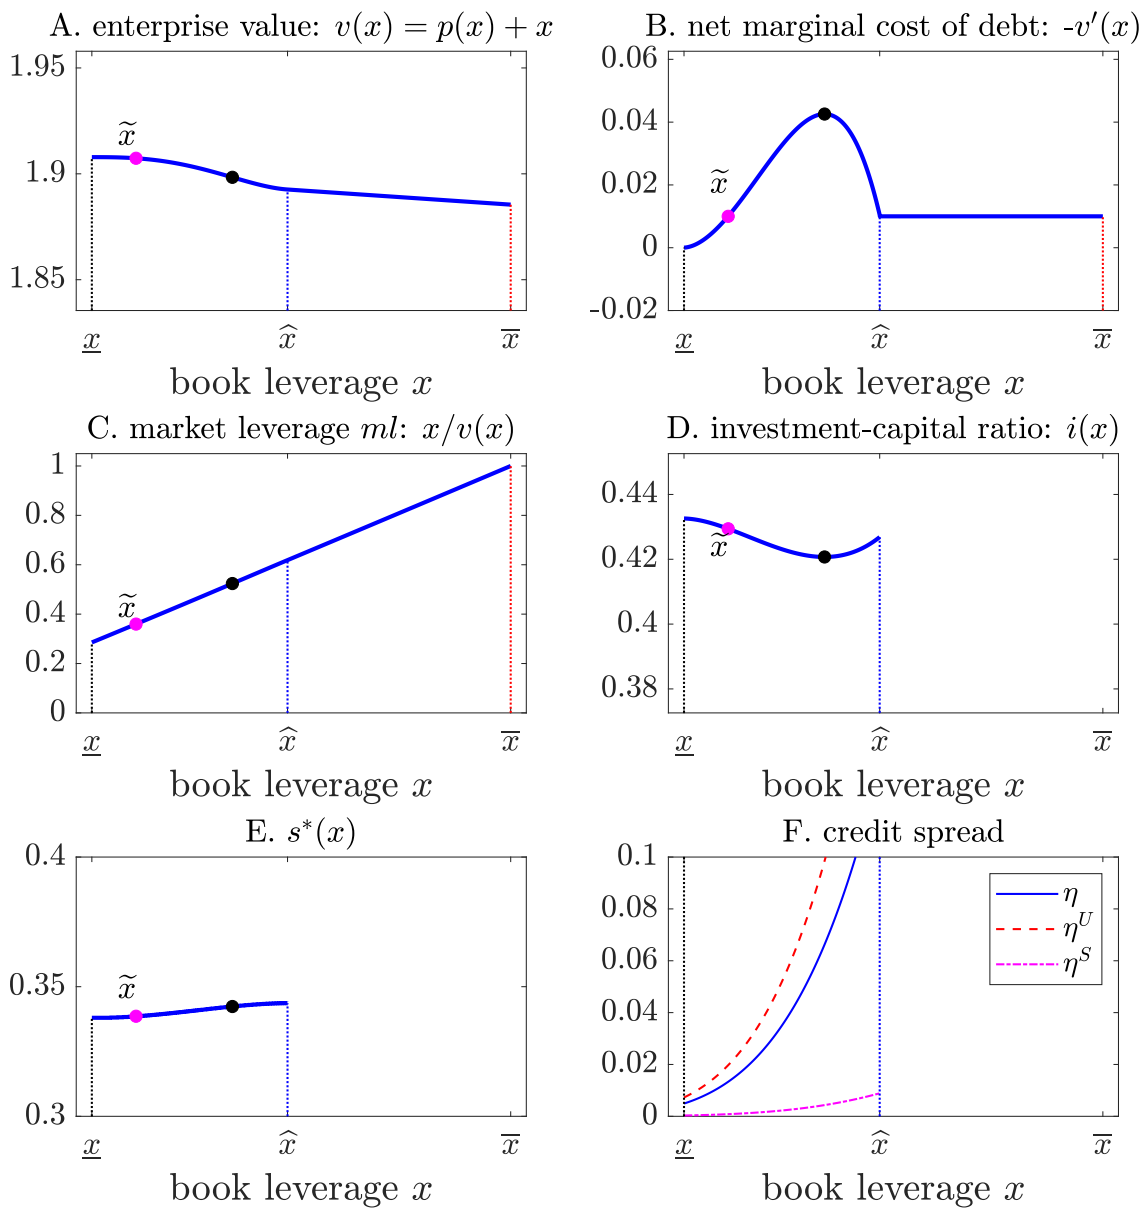 A. enterprise value: v(x) = p(x) + x
1.95
1.9
1.85
x̃
x̲
x̂
x̅
book leverage x
B. net marginal cost of debt: -v′(x)
0.06
0.04
0.02
0
-0.02
x̃
x̲
x̂
x̅
book leverage x
C. market leverage ml: x/v(x)
1
0.8
0.6
0.4
0.2
0
x̃
x̲
x̂
x̅
book leverage x
D. investment-capital ratio: i(x)
0.44
0.42
0.4
0.38
x̃
x̲
x̂
x̅
book leverage x
E. s*(x)
0.4
0.35
0.3
x̃
x̲
x̂
x̅
book leverage x
F. credit spread
0.1
0.08
0.06
0.04
0.02
0
η
η^U
η^S
x̲
x̂
x̅
book leverage x